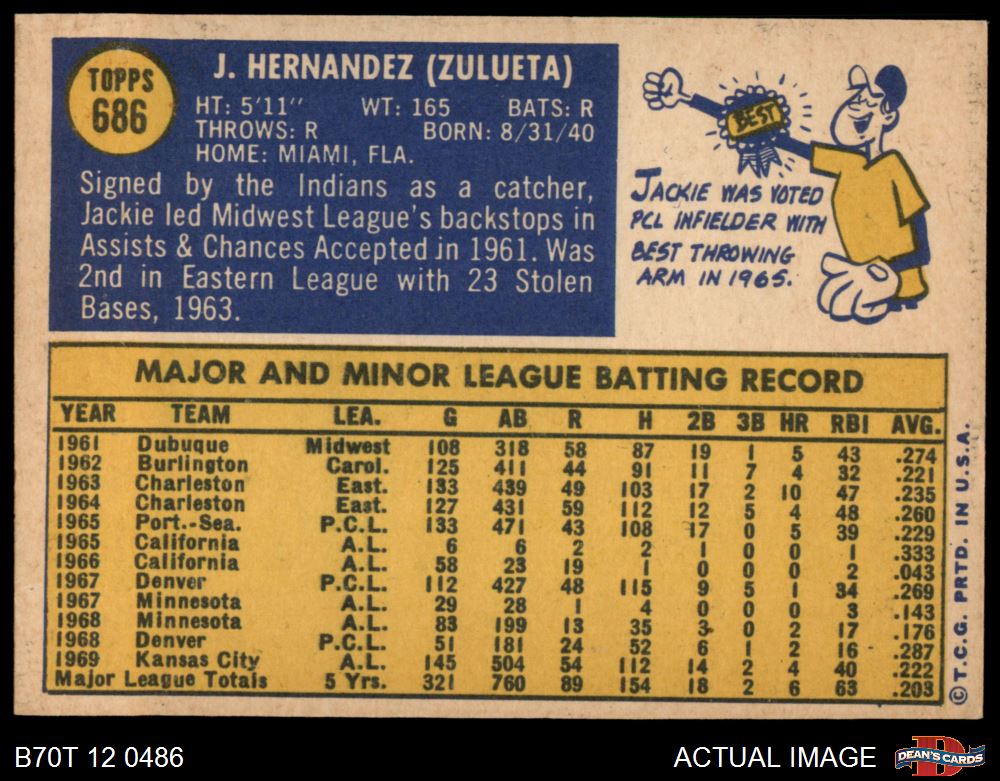 TOPPS
686
J. HERNANDEZ (ZULUETA)
HT: 5'11" WT: 165 BATS: R
THROWS: R BORN: 8/31/40
HOME: MIAMI, FLA.
Signed by the Indians as a catcher,
Jackie led Midwest League's backstops in
Assists & Chances Accepted in 1961. Was
2nd in Eastern League with 23 Stolen
Bases, 1963.
BEST
JACKIE WAS VOTED
PCL INFIELDER WITH
BEST THROWING
ARM IN 1965.
MAJOR AND MINOR LEAGUE BATTING RECORD
YEAR TEAM LEA. G AB R H 2B 3B HR RBI AVG.
1961 Dubuque Midwest 108 318 58 87 19 1 5 43 .274
1962 Burlington Carol. 125 411 44 91 11 7 4 32 .221
1963 Charleston East. 133 439 49 103 17 2 10 47 .235
1964 Charleston East. 127 431 59 112 12 5 4 48 .260
1965 Port.-Sea. P.C.L. 133 471 43 108 17 0 5 39 .229
1965 California A.L. 6 6 2 2 1 0 0 1 .333
1966 California A.L. 58 23 19 1 0 0 0 2 .043
1967 Denver P.C.L. 112 427 48 115 9 5 1 34 .269
1967 Minnesota A.L. 29 28 1 4 0 0 0 3 .143
1968 Minnesota A.L. 83 199 13 35 3 0 2 17 .176
1968 Denver P.C.L. 51 181 24 52 6 1 2 16 .287
1969 Kansas City A.L. 145 504 54 112 14 2 4 40 .222
Major League Totals 5 Yrs. 321 760 89 154 18 2 6 63 .203
© T.C.G. PRTD. IN U.S.A.
B70T 12 0486 ACTUAL IMAGE
D
DEAN'S CARDS